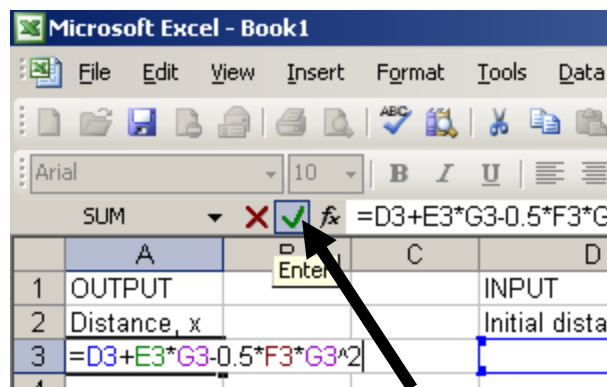 Microsoft Excel - Book1
File Edit View Insert Format Tools Data
ABC
Arial 10 B I U
SUM fx =D3+E3*G3-0.5*F3*G
A B C D
Enter
1 OUTPUT INPUT
2 Distance, x Initial dista
3 =D3+E3*G3-0.5*F3*G3^2